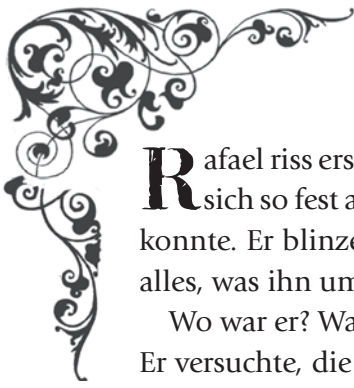 Rafael riss ers
sich so fest a
konnte. Er blinze
alles, was ihn um
Wo war er? Wa
Er versuchte, die